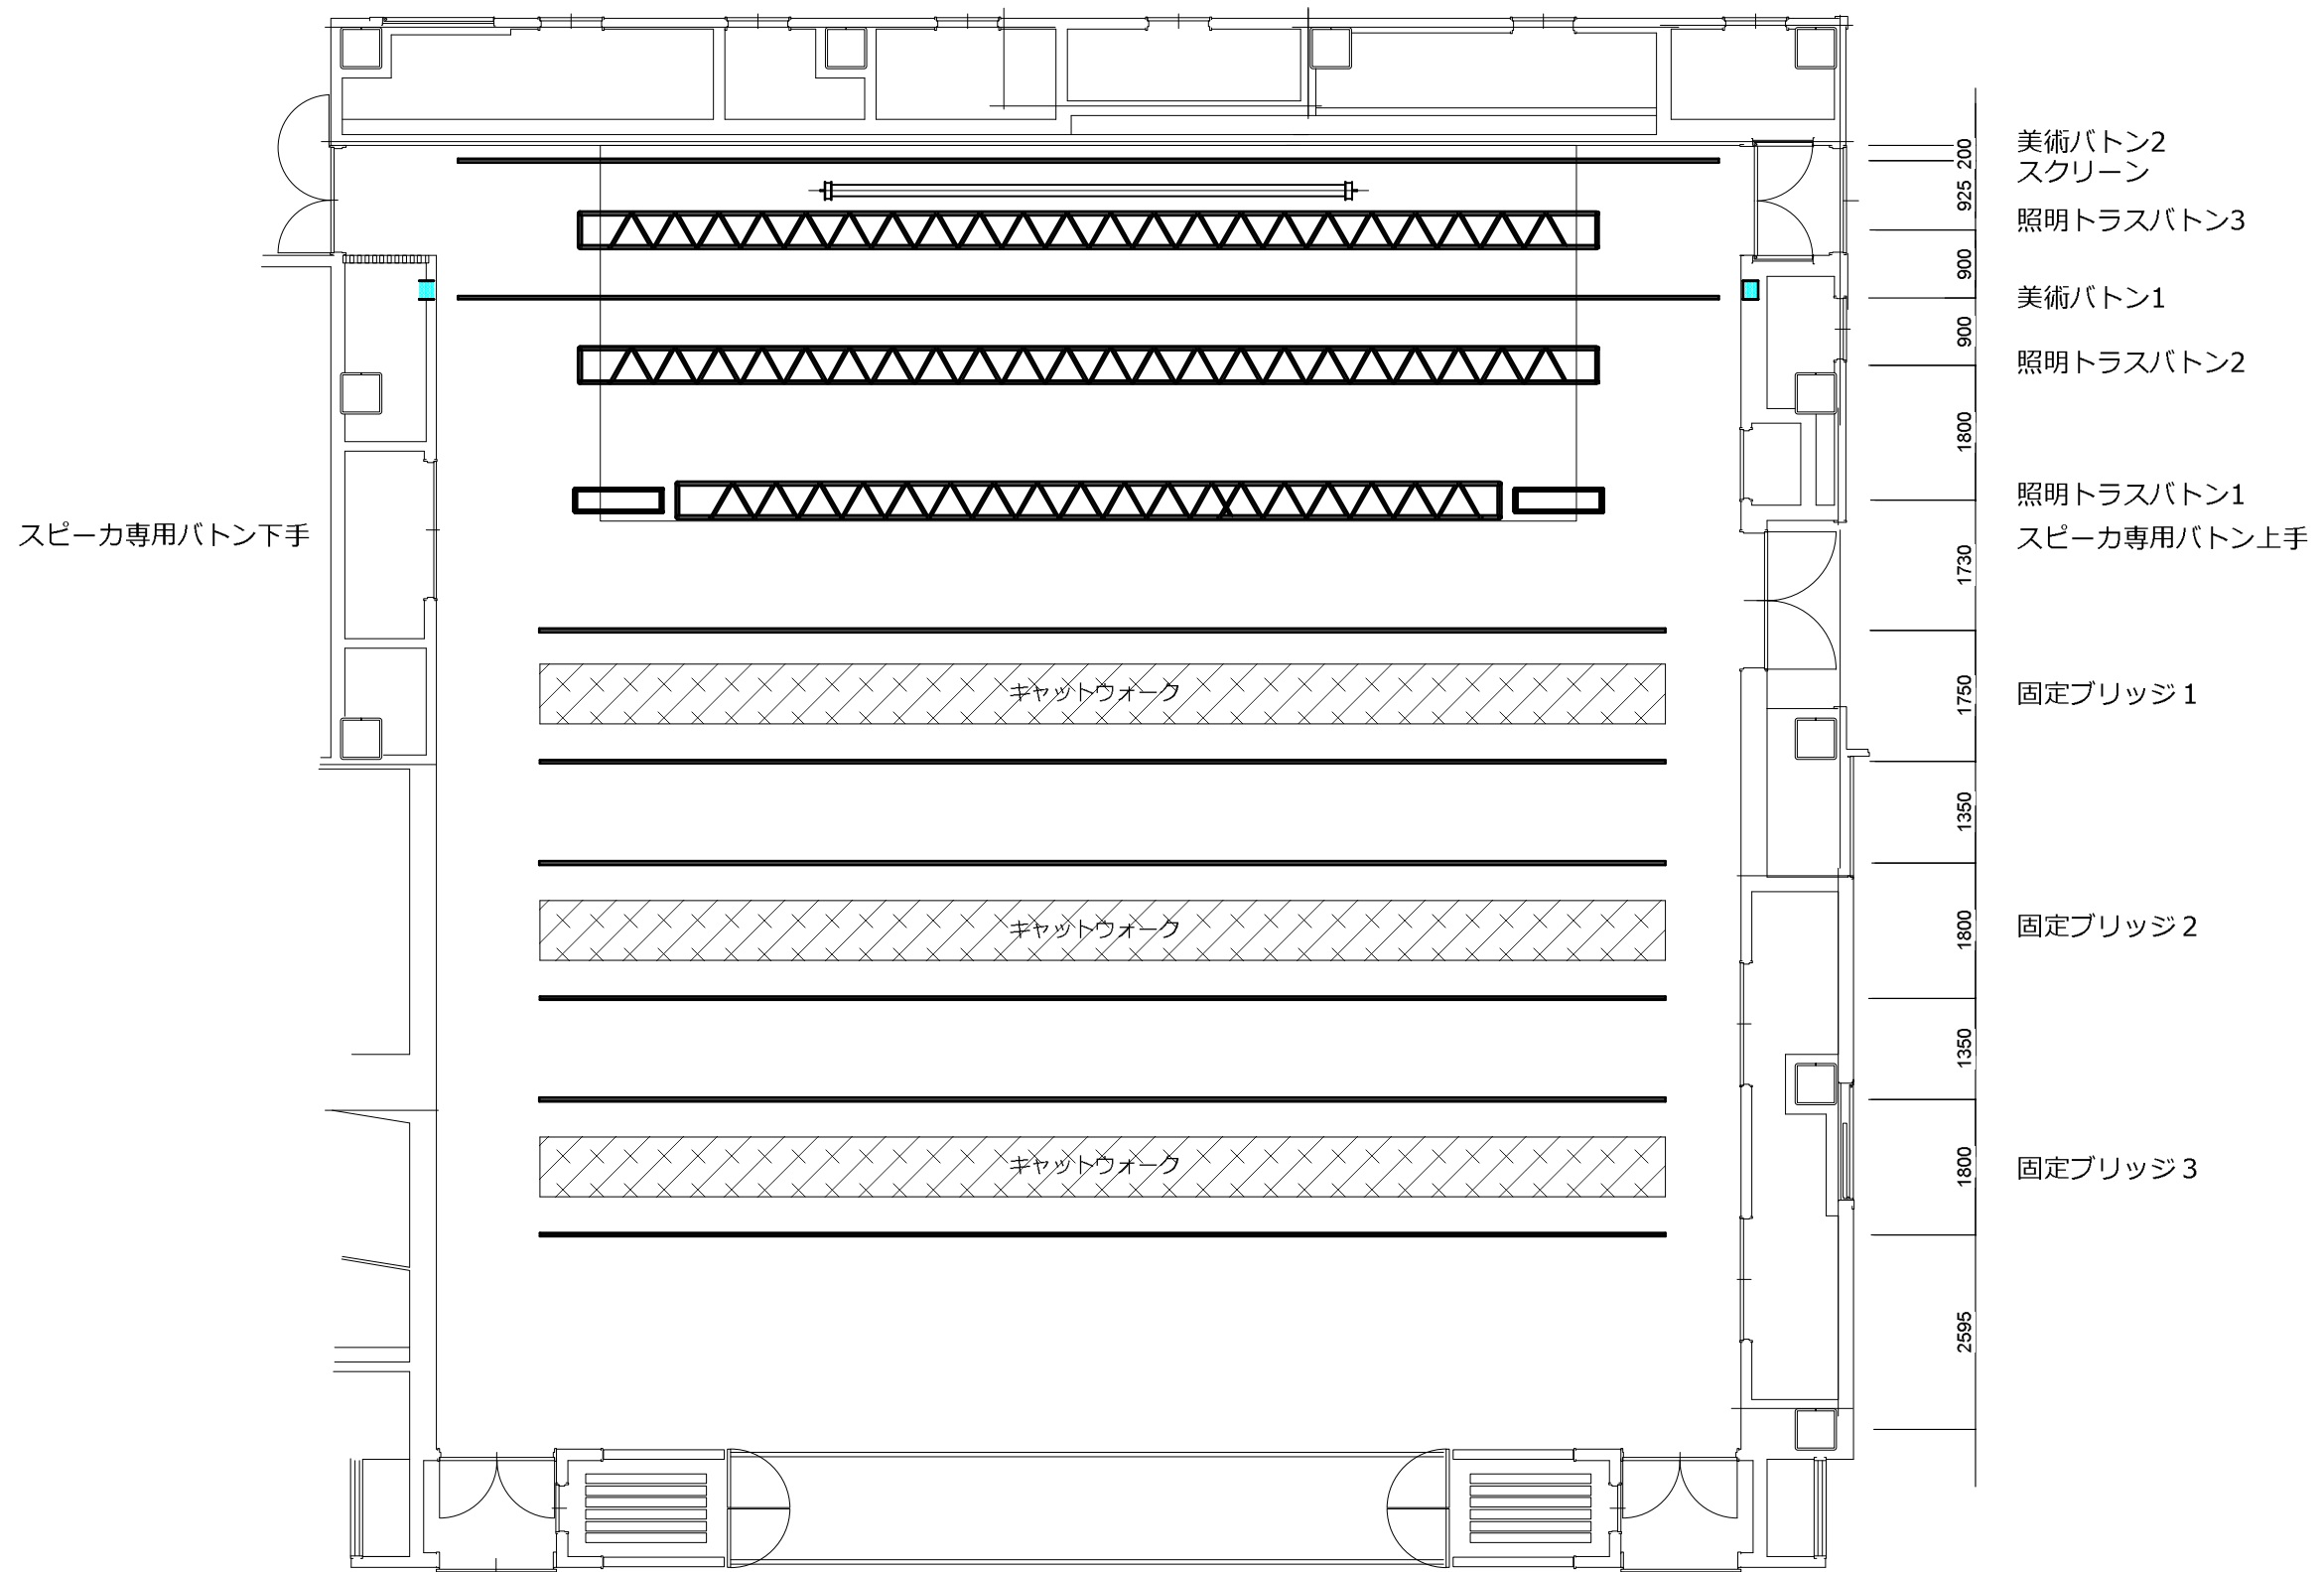 200
美術バトン2
スクリーン
925
照明トラスバトン3
900
美術バトン1
900
照明トラスバトン2
1800
照明トラスバトン1
スピーカ専用バトン下手
スピーカ専用バトン上手
1730
キャットウォーク
1750
固定ブリッジ1
1350
キャットウォーク
1800
固定ブリッジ2
1350
キャットウォーク
1800
固定ブリッジ3
2595